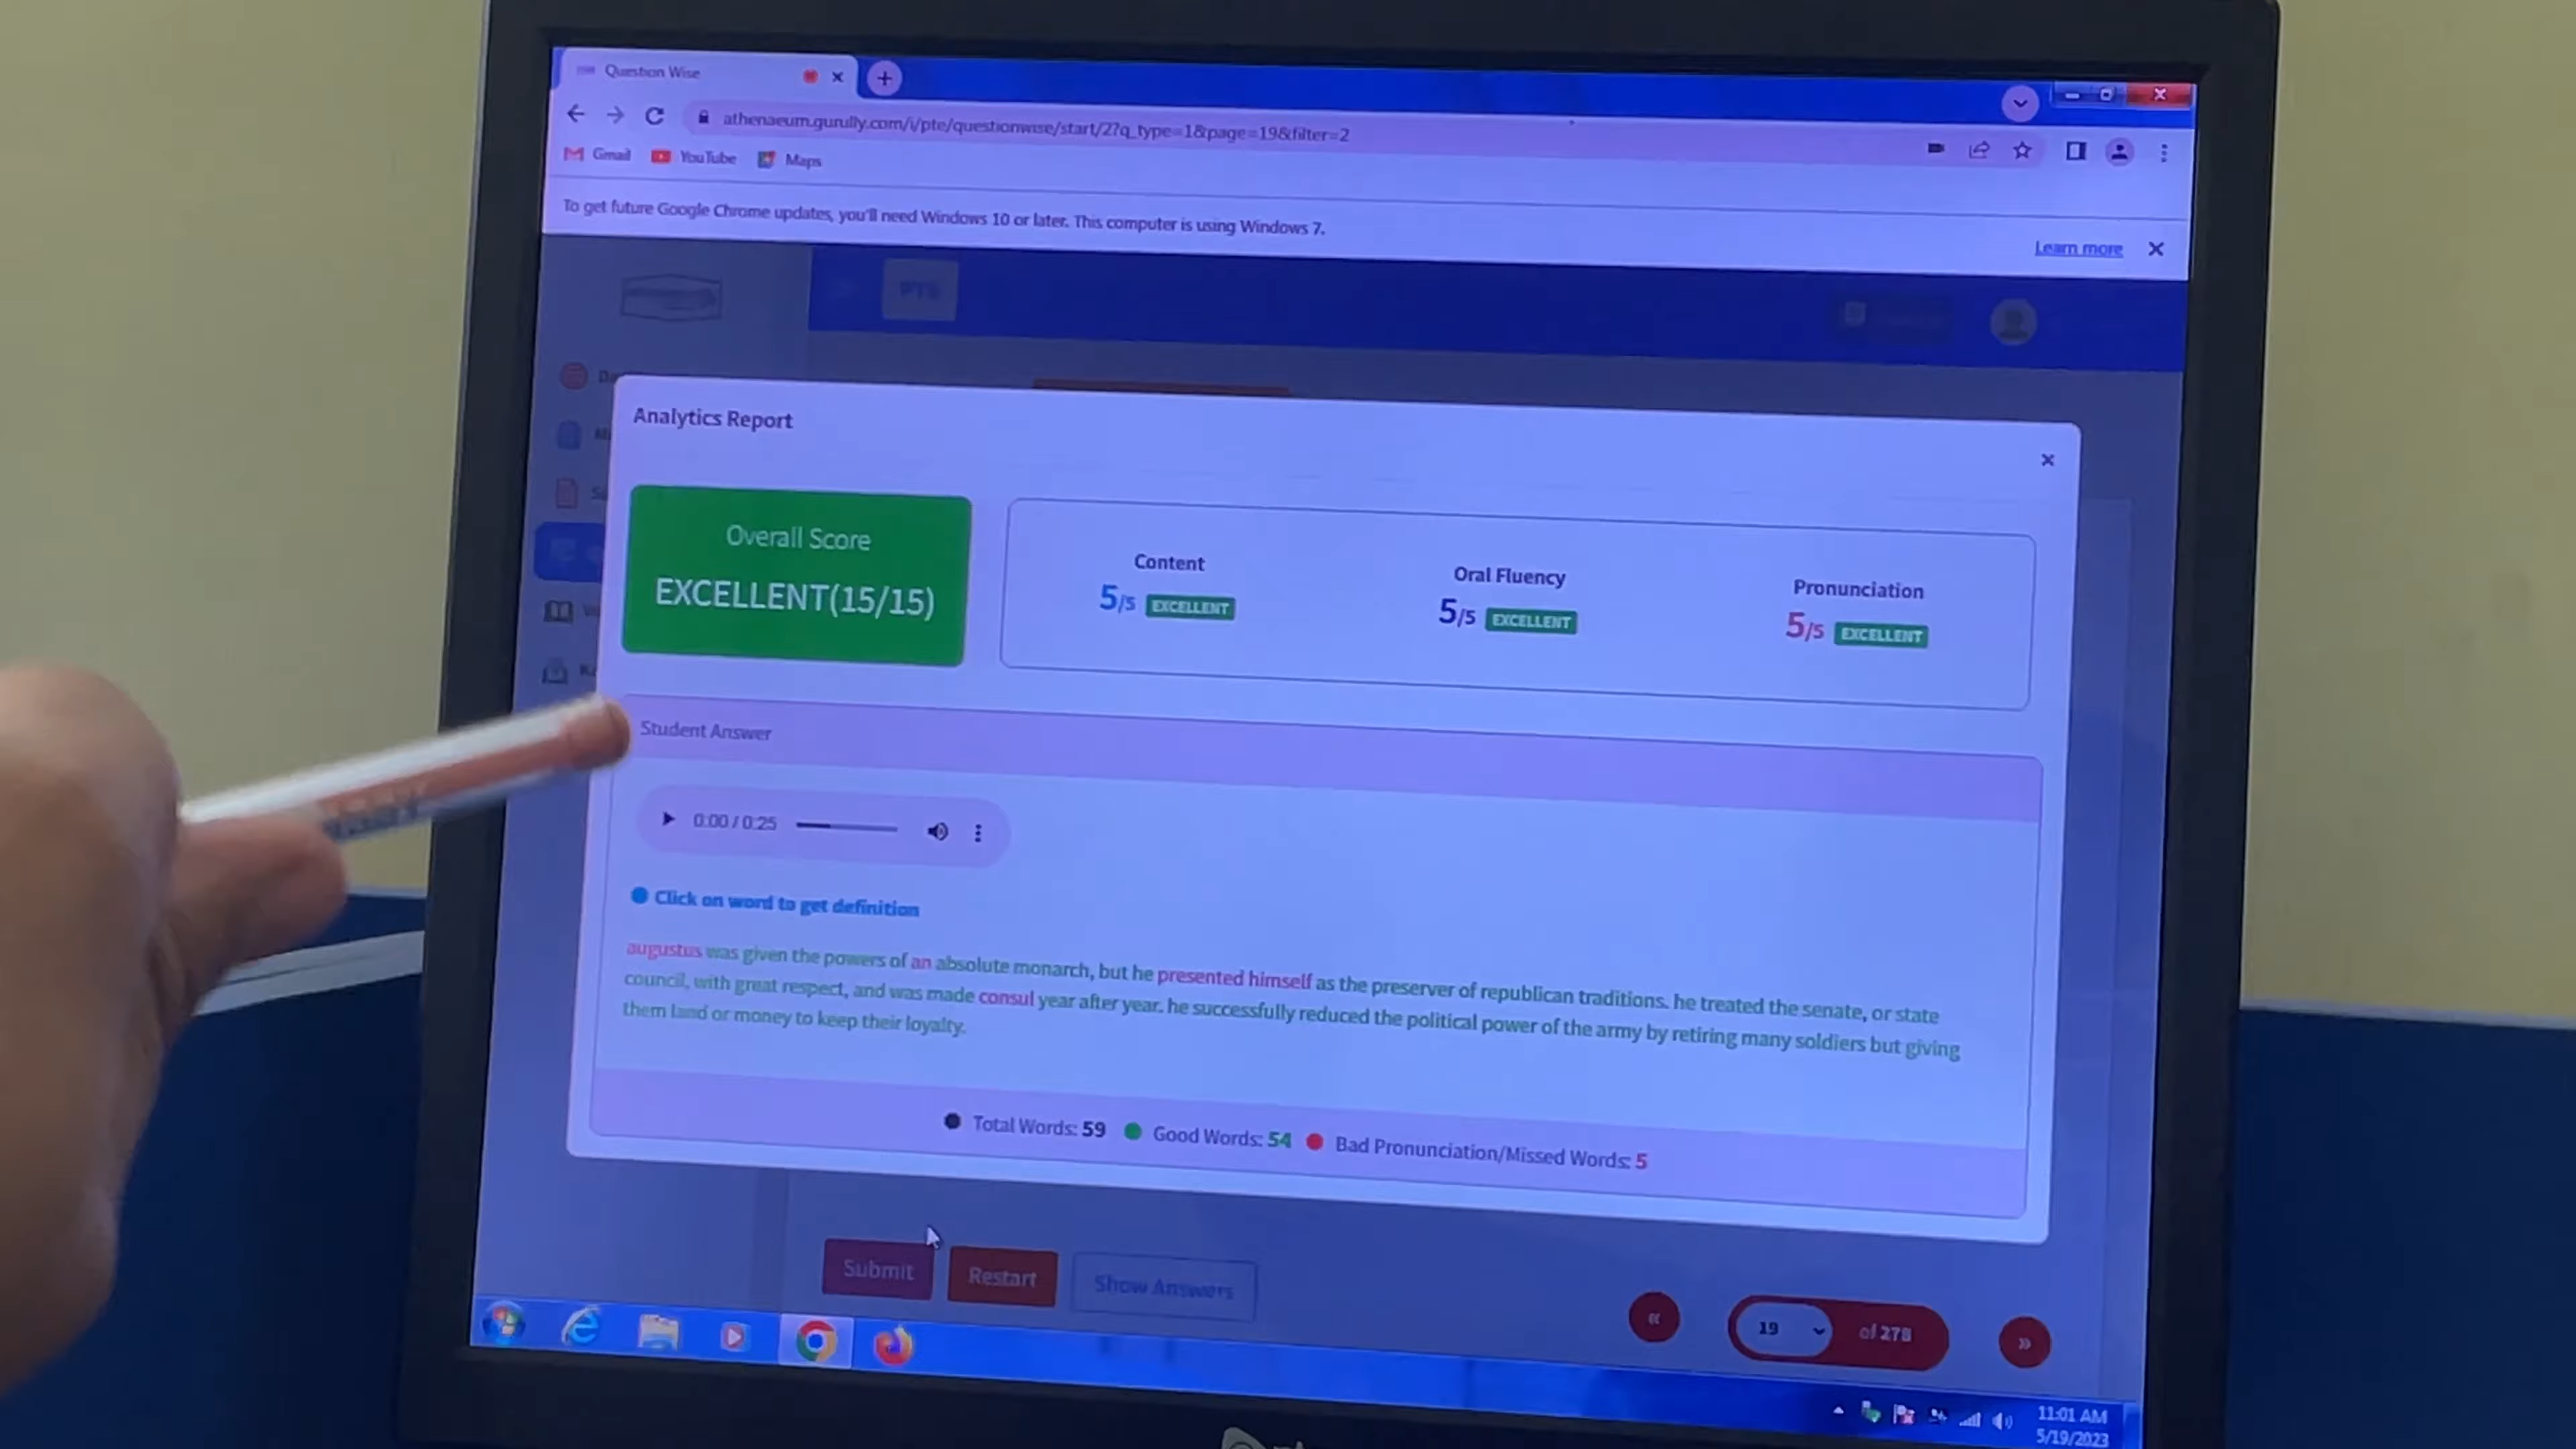 Question Wise
athenaeum.gurully.com/i/pte/questionwise/start/2?q_type=1&page=19&filter=2
Gmail YouTube Maps
To get future Google Chrome updates, you'll need Windows 10 or later. This computer is using Windows 7.
Learn more
PTE
Analytics Report
Overall Score
EXCELLENT(15/15)
Content
5/5 EXCELLENT
Oral Fluency
5/5 EXCELLENT
Pronunciation
5/5 EXCELLENT
Student Answer
0:00 / 0:25
Click on word to get definition
augustus was given the powers of an absolute monarch, but he presented himself as the preserver of republican traditions. he treated the senate, or state
council, with great respect, and was made consul year after year. he successfully reduced the political power of the army by retiring many soldiers but giving
them land or money to keep their loyalty.
Total Words: 59 Good Words: 54 Bad Pronunciation/Missed Words: 5
Submit Restart Show Answers
« 19 of 278 »
11:01 AM
5/19/2023